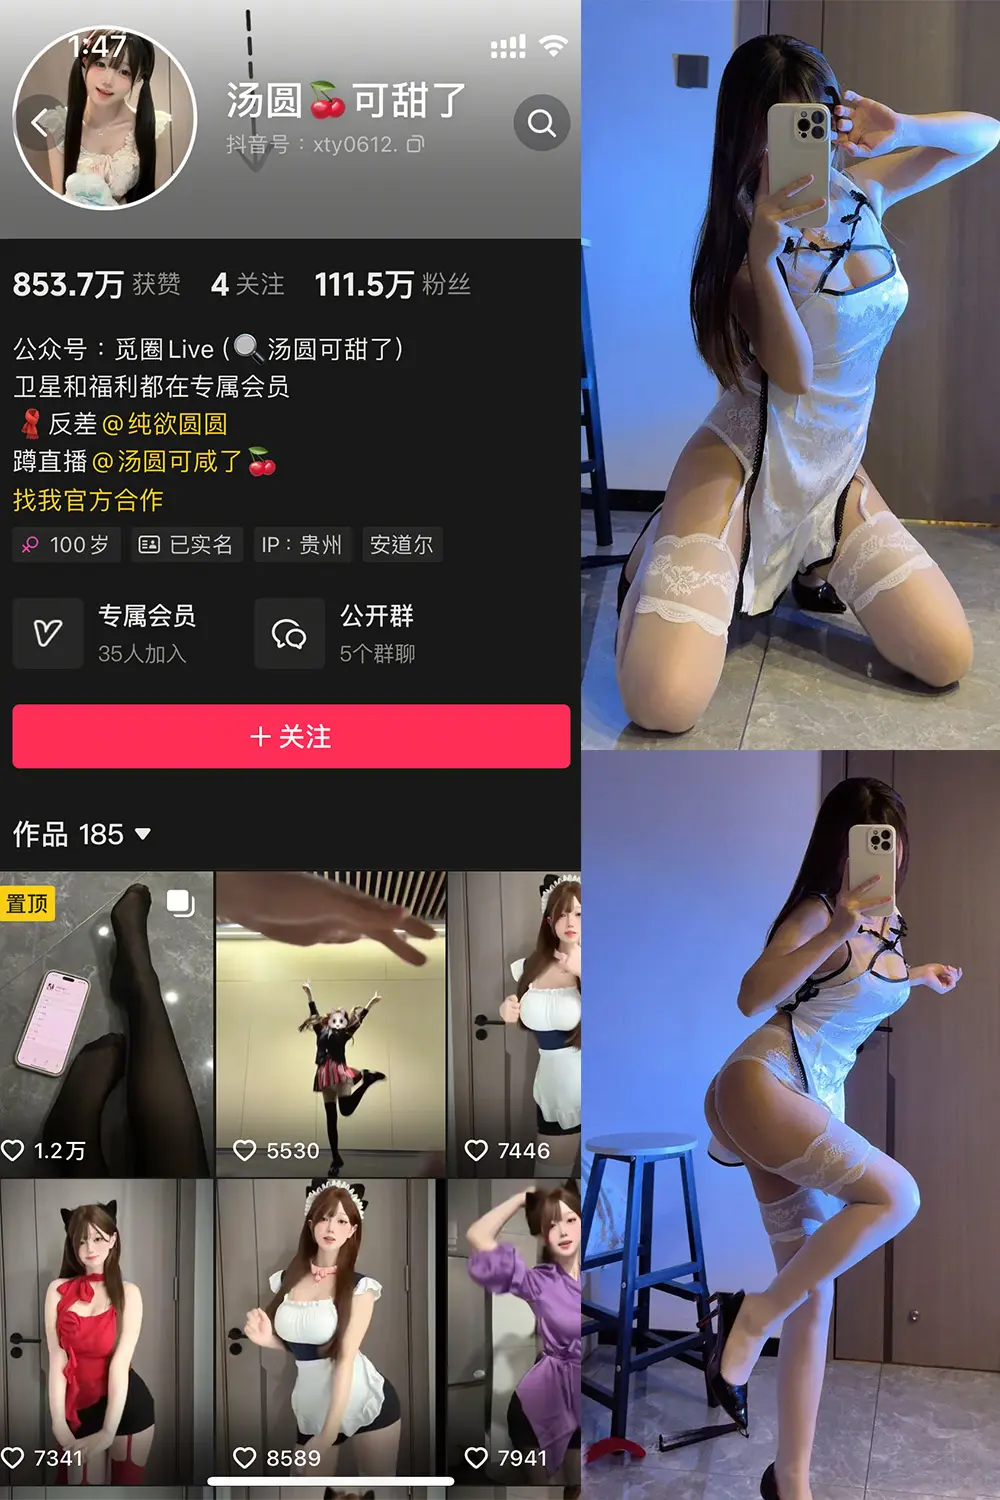 1:47
汤圆🍒可甜了
抖音号：xty0612.
853.7万 获赞 4 关注 111.5万 粉丝
公众号：觅圈Live (🔍汤圆可甜了)
卫星和福利都在专属会员
🧣反差@纯欲圆圆
蹲直播@汤圆可咸了🍒
找我官方合作
100岁 已实名 IP：贵州 安道尔
专属会员 公开群
35人加入 5个群聊
+ 关注
作品 185
置顶
1.2万 5530 7446
7341 8589 7941